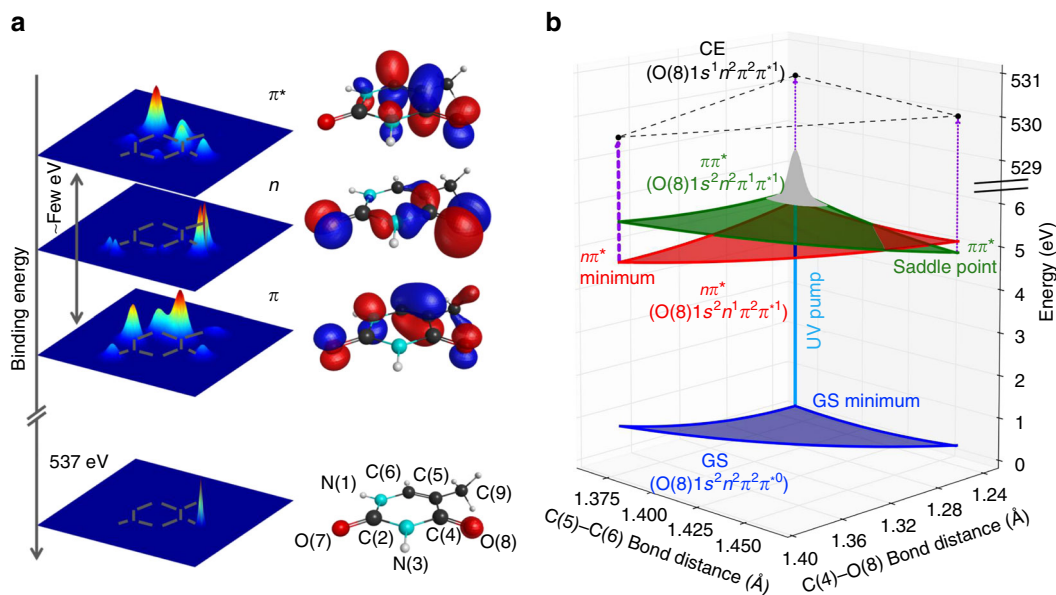 a
Binding energy
~Few eV
π*
n
π
537 eV
N(1)
C(6)
C(5)
C(9)
O(7)
C(2)
C(4)
O(8)
N(3)
b
CE
(O(8)1s¹n²π²π*¹)
ππ*
(O(8)1s²n²π¹π*¹)
nπ*
minimum
ππ*
Saddle point
nπ*
(O(8)1s²n¹π²π*¹)
UV pump
GS minimum
GS
(O(8)1s²n²π²π*⁰)
531
530
529
6
5
4
3
2
1
0
Energy (eV)
1.375
1.400
1.425
1.450
C(5)–C(6) Bond distance (Å)
1.40
1.36
1.32
1.28
1.24
C(4)–O(8) Bond distance (Å)